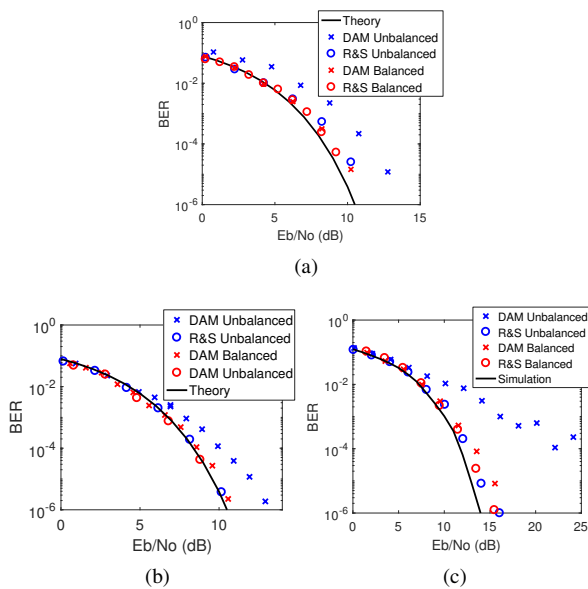 10^0
10^-2
10^-4
10^-6
BER
0 5 10 15
Eb/No (dB)
Theory
DAM Unbalanced
R&S Unbalanced
DAM Balanced
R&S Balanced
(a)
10^0
10^-2
10^-4
10^-6
BER
0 5 10
Eb/No (dB)
DAM Unbalanced
R&S Unbalanced
DAM Balanced
DAM Unbalanced
Theory
(b)
10^0
10^-2
10^-4
10^-6
BER
0 5 10 15 20 25
Eb/No (dB)
DAM Unbalanced
R&S Unbalanced
DAM Balanced
R&S Balanced
Simulation
(c)